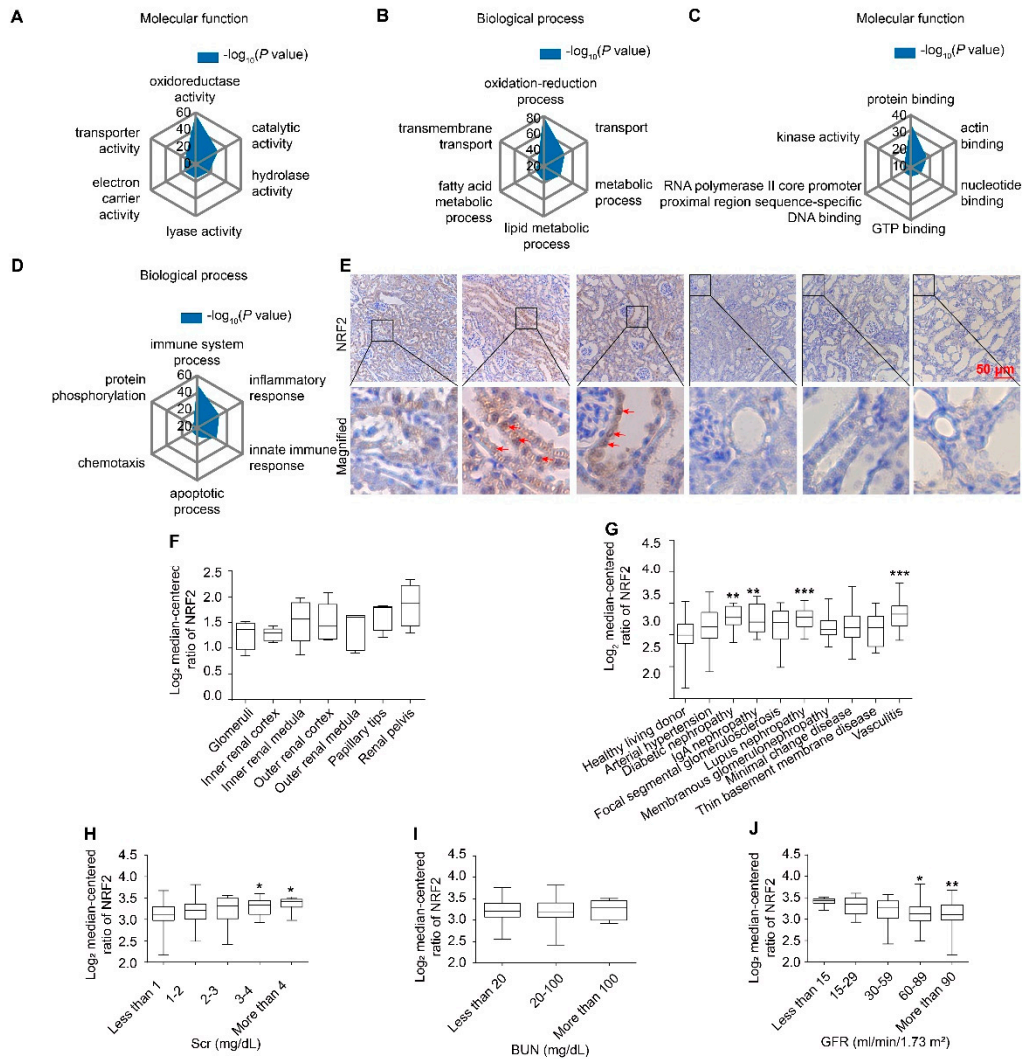 A
Molecular function
-log₁₀(P value)
oxidoreductase
activity
60
40
20
0
catalytic
activity
hydrolase
activity
lyase activity
electron
carrier
activity
transporter
activity
B
Biological process
-log₁₀(P value)
oxidation-reduction
process
80
60
40
20
0
transport
metabolic
process
lipid metabolic
process
fatty acid
metabolic
process
transmembrane
transport
C
Molecular function
-log₁₀(P value)
protein binding
40
30
20
10
actin
binding
nucleotide
binding
GTP binding
RNA polymerase II core promoter
proximal region sequence-specific
DNA binding
kinase activity
D
Biological process
-log₁₀(P value)
immune system
process
60
40
20
20
inflammatory
response
innate immune
response
apoptotic
process
chemotaxis
protein
phosphorylation
E
NRF2
Magnified
50 μm
F
Log₂ median-centered
ratio of NRF2
2.5
2.0
1.5
1.0
0.5
0.0
Glomeruli
Inner renal cortex
Inner renal medula
Outer renal cortex
Outer renal medula
Papillary tips
Renal pelvis
G
Log₂ median-centered
ratio of NRF2
4.5
3.5
3.0
2.0
** ** *** ***
Healthy living donor
Arterial hypertension
Diabetic nephropathy
IgA nephropathy
Focal segmental glomerulosclerosis
Lupus nephropathy
Membranous glomerulonephropathy
Minimal change disease
Thin basement membrane disease
Vasculitis
H
Log₂ median-centered
ratio of NRF2
4.5
4.0
3.5
3.0
2.5
2.0
* *
Less than 1
1-2
2-3
3-4
More than 4
Scr (mg/dL)
I
Log₂ median-centered
ratio of NRF2
4.5
4.0
3.5
3.0
2.5
2.0
Less than 20
20-100
More than 100
BUN (mg/dL)
J
Log₂ median-centered
ratio of NRF2
4.5
4.0
3.5
3.0
2.5
2.0
* **
Less than 15
15-29
30-59
60-89
More than 90
GFR (ml/min/1.73 m²)